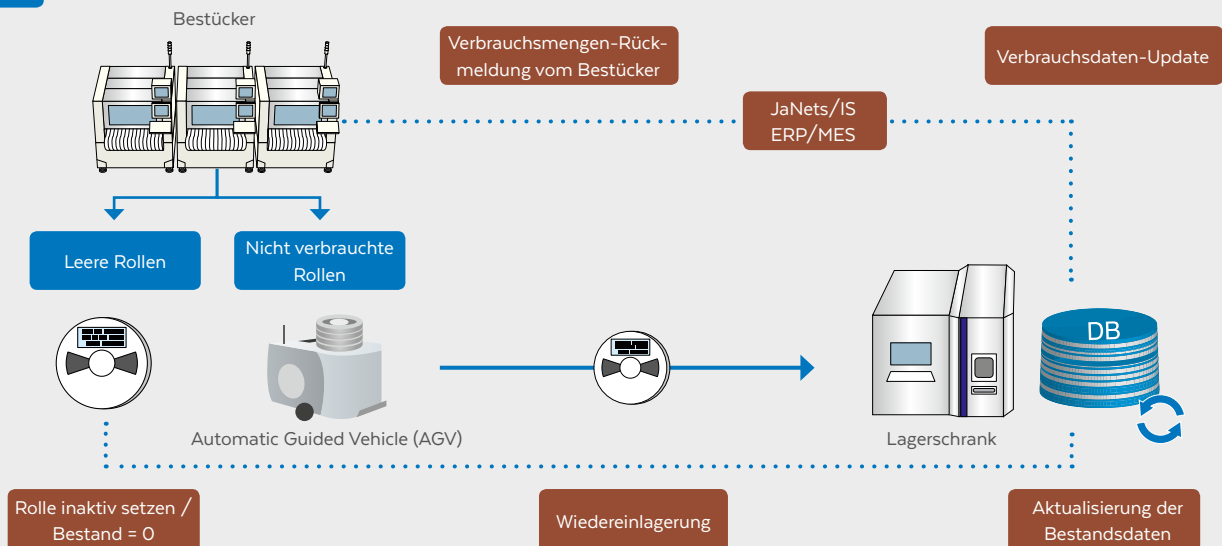 Bestücker
Verbrauchsmengen-Rück-
meldung vom Bestücker
Verbrauchsdaten-Update
JaNets/IS
ERP/MES
Leere Rollen
Nicht verbrauchte
Rollen
DB
Automatic Guided Vehicle (AGV)
Lagerschrank
Rolle inaktiv setzen /
Bestand = 0
Wiedereinlagerung
Aktualisierung der
Bestandsdaten